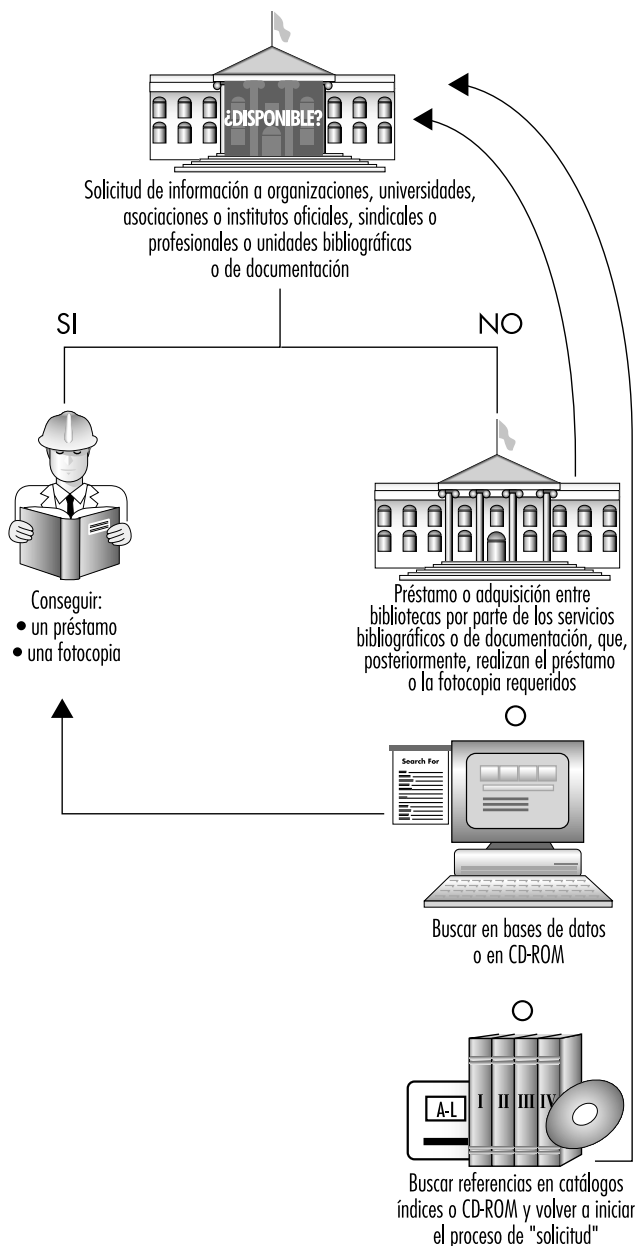 ¿DISPONIBLE?
Solicitud de información a organizaciones, universidades,
asociaciones o institutos oficiales, sindicales o
profesionales o unidades bibliográficas
o de documentación
SI
NO
Conseguir:
• un préstamo
• una fotocopia
Préstamo o adquisición entre
bibliotecas por parte de los servicios
bibliográficos o de documentación, que,
posteriormente, realizan el préstamo
o la fotocopia requeridos
O
Search For
Buscar en bases de datos
o en CD-ROM
O
A-L
I II III IV
Buscar referencias en catálogos
índices o CD-ROM y volver a iniciar
el proceso de "solicitud"